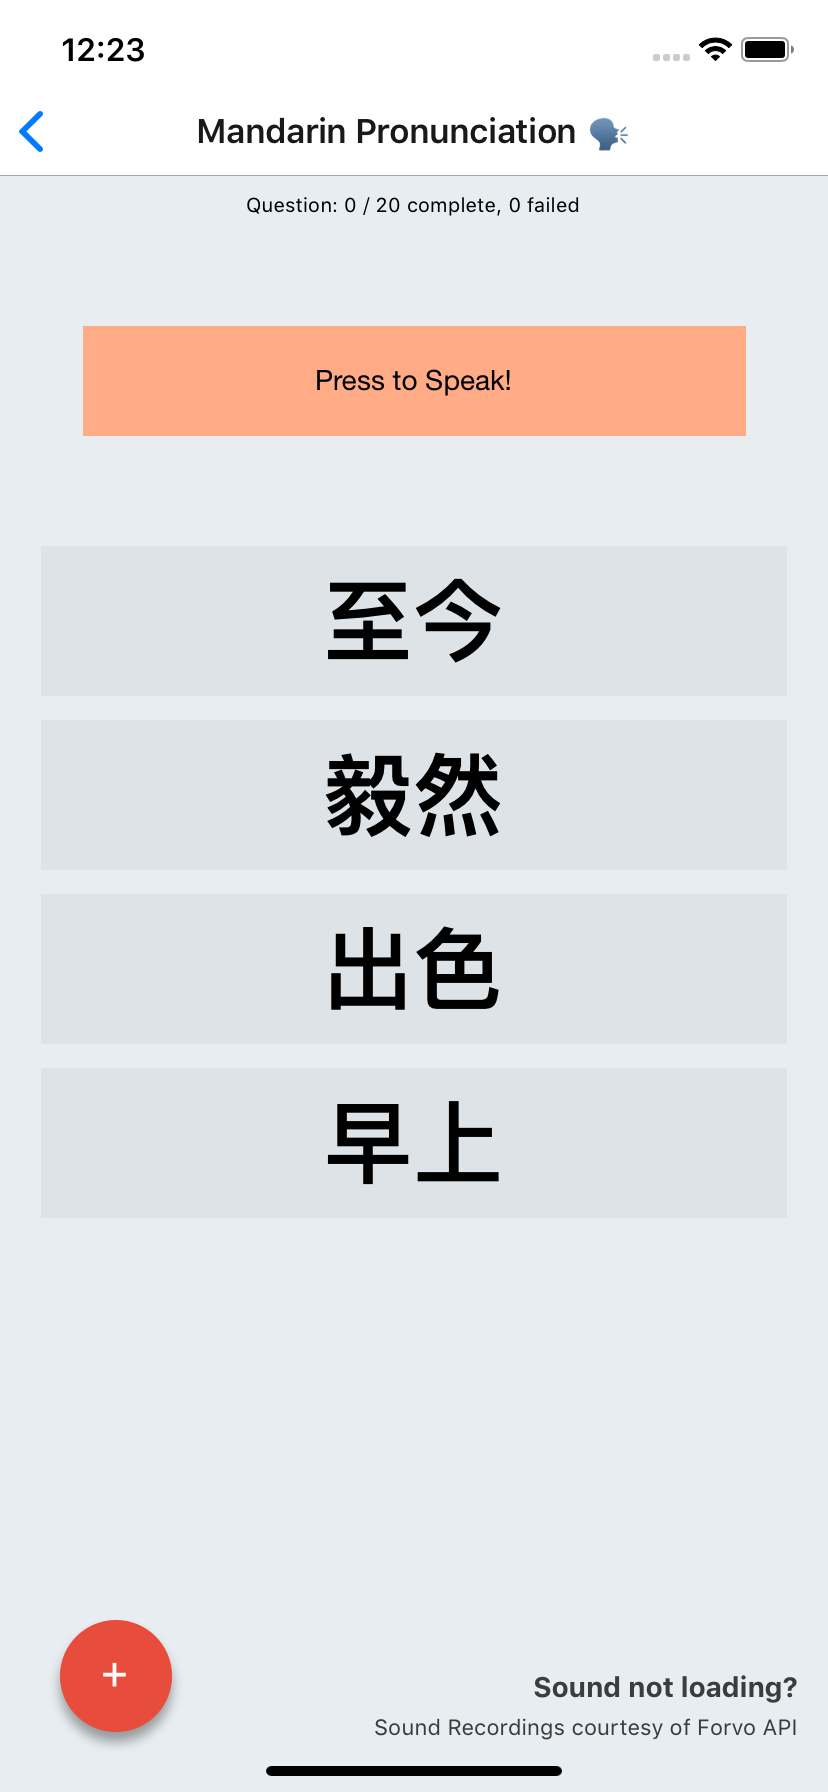 12:23
Mandarin Pronunciation 🗣
Question: 0 / 20 complete, 0 failed
Press to Speak!
至今
毅然
出色
早上
+
Sound not loading?
Sound Recordings courtesy of Forvo API